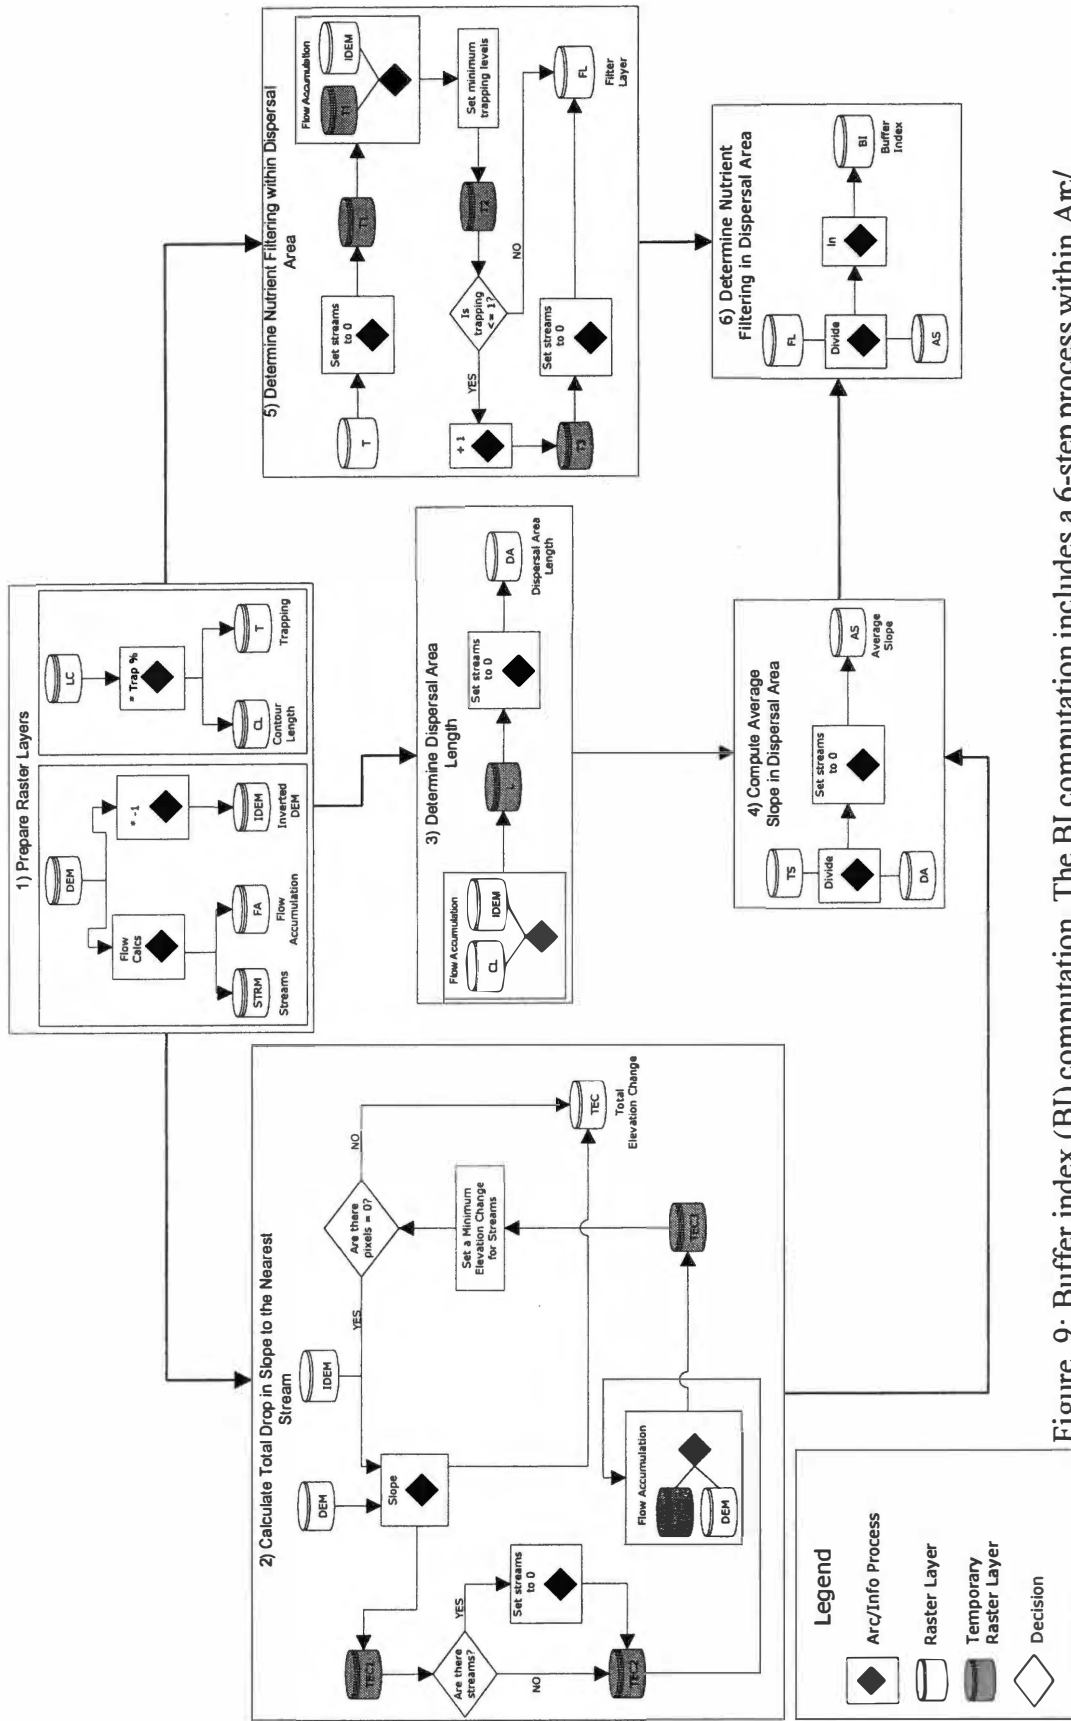 1) Prepare Raster Layers
DEM
Flow
Calcs
* -1
STRM
Streams
FA
Flow
Accumulation
IDEM
Inverted
DEM
LC
* Trap %
CL
Contour
Length
T
Trapping
2) Calculate Total Drop in Slope to the Nearest
Stream
DEM
IDEM
Slope
TEC1
Are there
streams?
YES
NO
Set streams
to 0
TEC2
Flow Accumulation
DEM
TEC3
Set a Minimum
Elevation Change
for Streams
Are there
pixels = 0?
YES
NO
TEC
Total
Elevation Change
3) Determine Dispersal Area
Length
Flow Accumulation
CL
IDEM
L
Set streams
to 0
DA
Dispersal Area
Length
4) Compute Average
Slope in Dispersal Area
TS
Divide
DA
Set streams
to 0
AS
Average
Slope
5) Determine Nutrient Filtering within Dispersal
Area
T
Set streams
to 0
T1
Flow Accumulation
T1
IDEM
Set minimum
trapping levels
T2
Is
trapping
<= 1?
YES
NO
+ 1
T3
Set streams
to 0
FL
Filter
Layer
6) Determine Nutrient
Filtering in Dispersal Area
FL
Divide
AS
ln
BI
Buffer
Index
Legend
Arc/Info Process
Raster Layer
Temporary
Raster Layer
Decision
Figure 9: Buffer index (BI) computation. The BI computation includes a 6-step process within Arc/